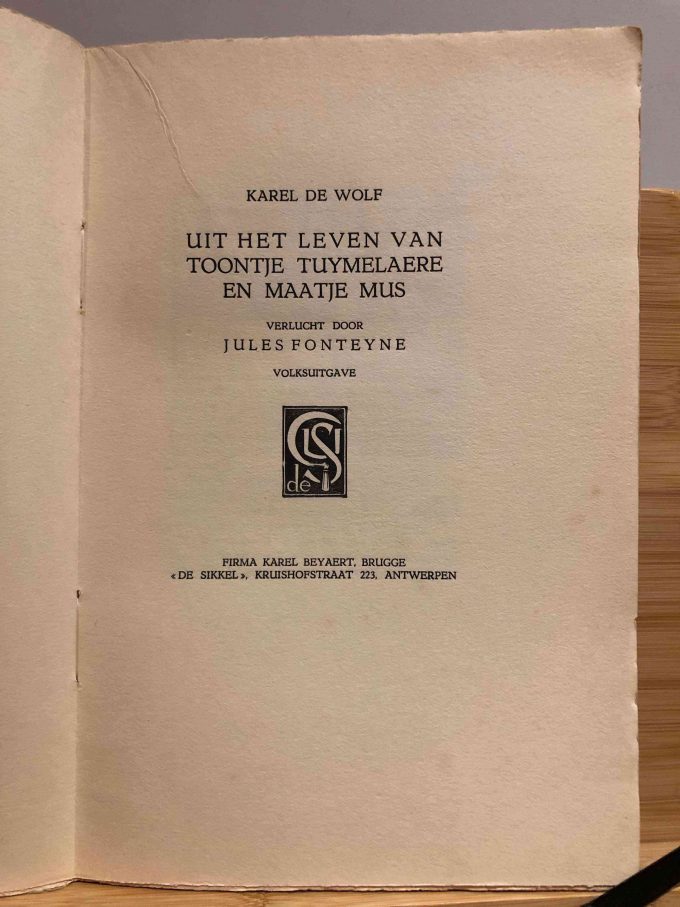 KAREL DE WOLF
UIT HET LEVEN VAN
TOONTJE TUYMELAERE
EN MAATJE MUS
VERLUCHT DOOR
JULES FONTEYNE
VOLKSUITGAVE
de
FIRMA KAREL BEYAERT, BRUGGE
«DE SIKKEL», KRUISHOFSTRAAT 223, ANTWERPEN